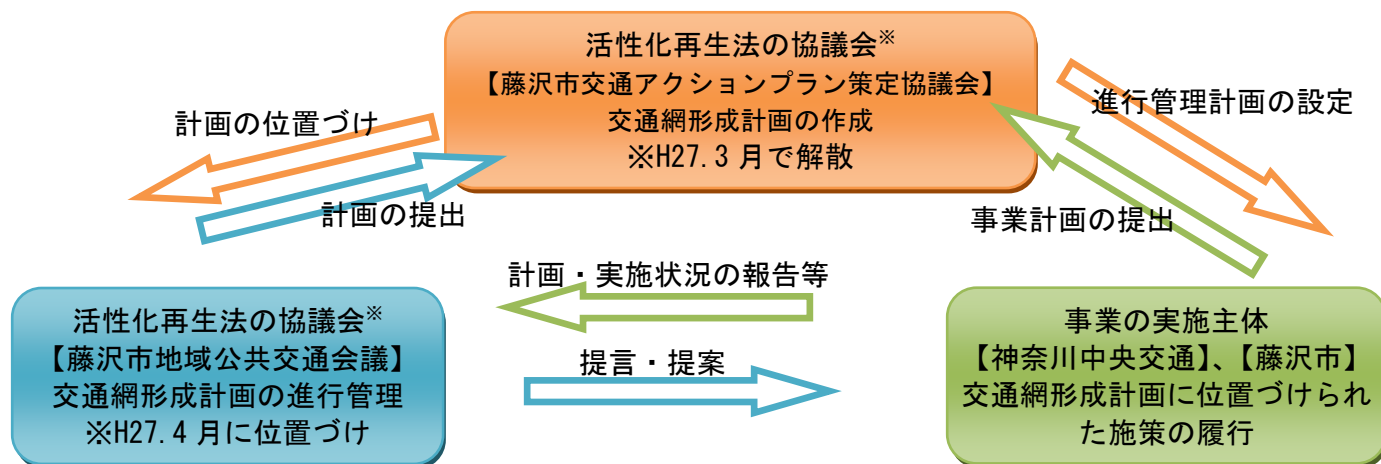 活性化再生法の協議会※
【藤沢市交通アクションプラン策定協議会】
交通網形成計画の作成
※H27.3 月で解散
計画の位置づけ
計画の提出
進行管理計画の設定
事業計画の提出
計画・実施状況の報告等
提言・提案
活性化再生法の協議会※
【藤沢市地域公共交通会議】
交通網形成計画の進行管理
※H27.4 月に位置づけ
事業の実施主体
【神奈川中央交通】、【藤沢市】
交通網形成計画に位置づけられ
た施策の履行